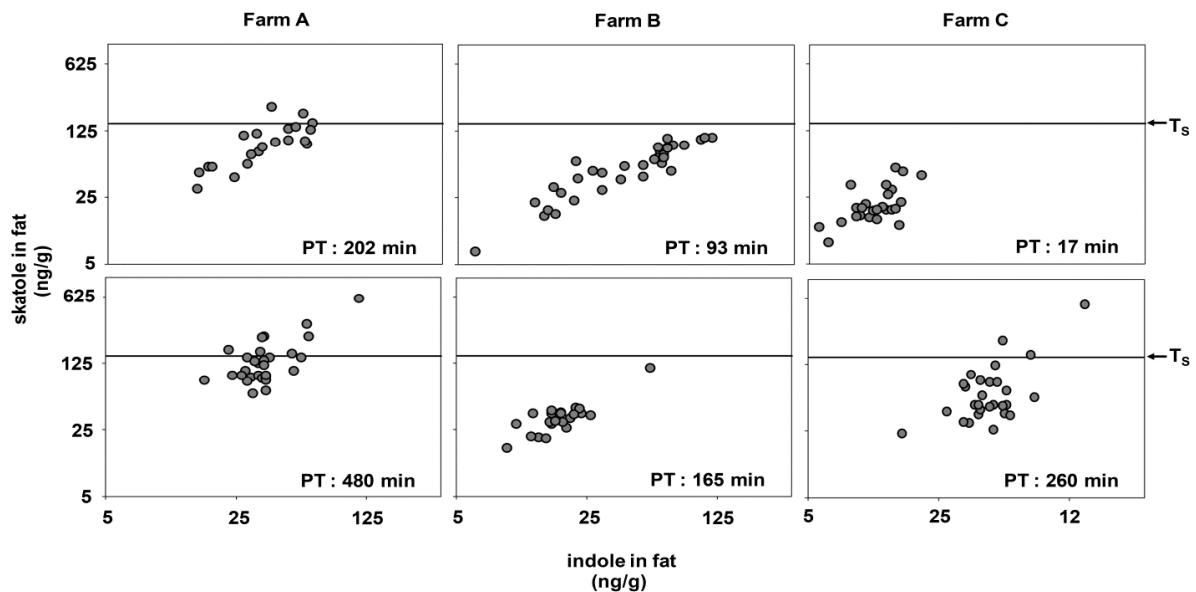 Farm A
Farm B
Farm C
skatole in fat
(ng/g)
625
125
25
5
PT : 202 min
PT : 93 min
PT : 17 min
Ts
625
125
25
5
PT : 480 min
PT : 165 min
PT : 260 min
Ts
5
25
125
5
25
125
5
25
12
indole in fat
(ng/g)